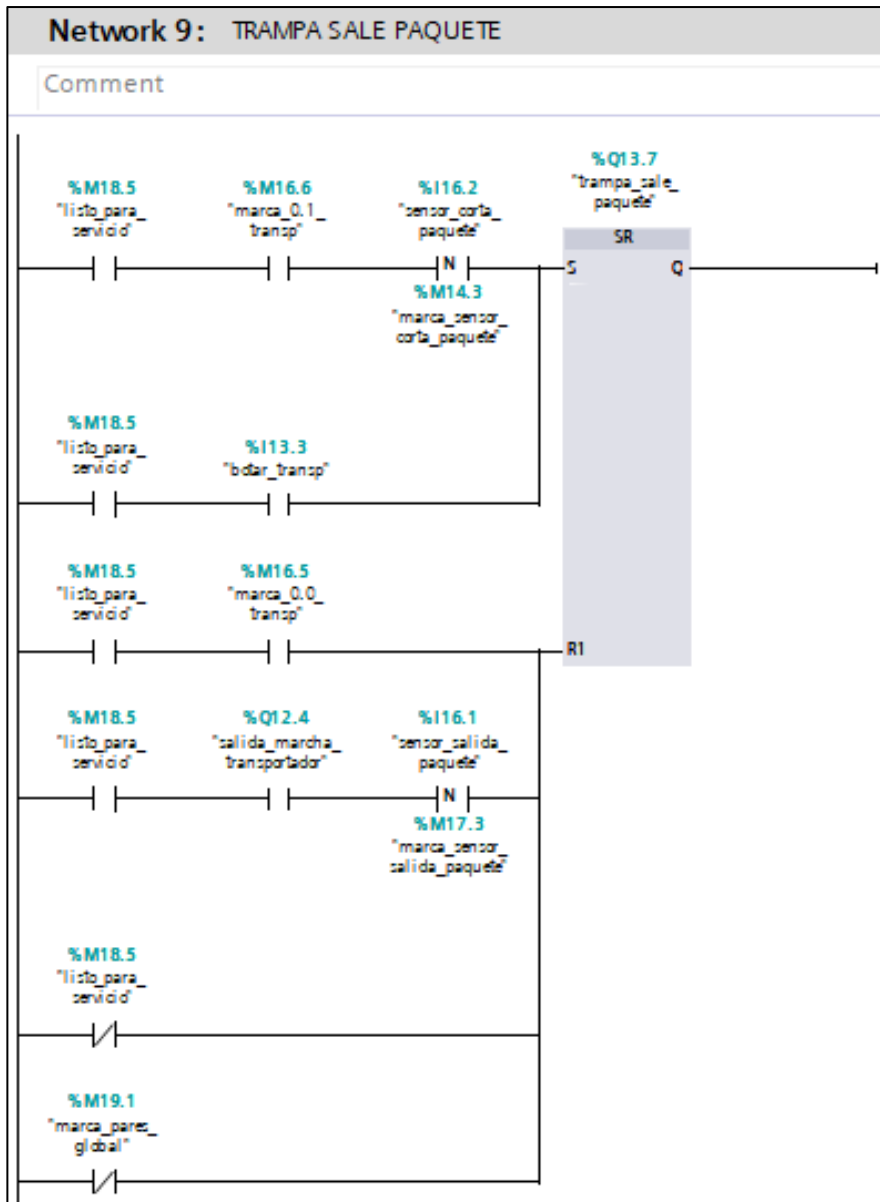 Network 9: TRAMPA SALE PAQUETE
Comment
%Q13.7
"trampa_sale_
paquete"
SR
%M18.5
"listo_para_
servicio"
%M16.6
"marca_0.1_
transp"
%I16.2
"sensor_corta_
paquete"
N
%M14.3
"marca_sensor_
corta_paquete"
S
Q
%M18.5
"listo_para_
servicio"
%I13.3
"botar_transp"
%M18.5
"listo_para_
servicio"
%M16.5
"marca_0.0_
transp"
R1
%M18.5
"listo_para_
servicio"
%Q12.4
"salida_marcha_
transportador"
%I16.1
"sensor_salida_
paquete"
N
%M17.3
"marca_sensor_
salida_paquete"
%M18.5
"listo_para_
servicio"
%M19.1
"marca_pares_
global"